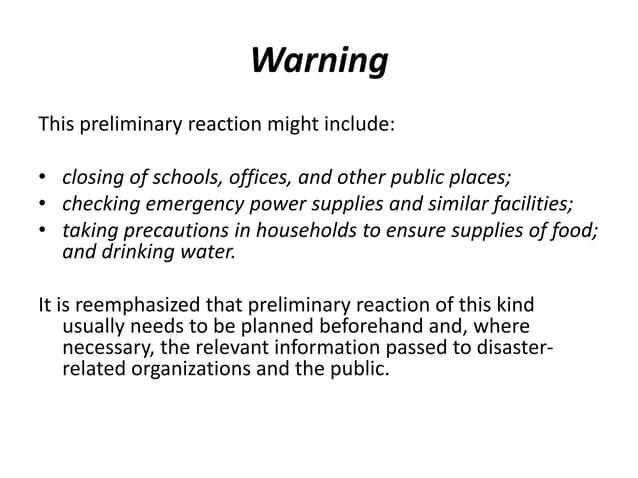 Warning
This preliminary reaction might include:
• closing of schools, offices, and other public places;
• checking emergency power supplies and similar facilities;
• taking precautions in households to ensure supplies of food;
and drinking water.
It is reemphasized that preliminary reaction of this kind
usually needs to be planned beforehand and, where
necessary, the relevant information passed to disaster-
related organizations and the public.